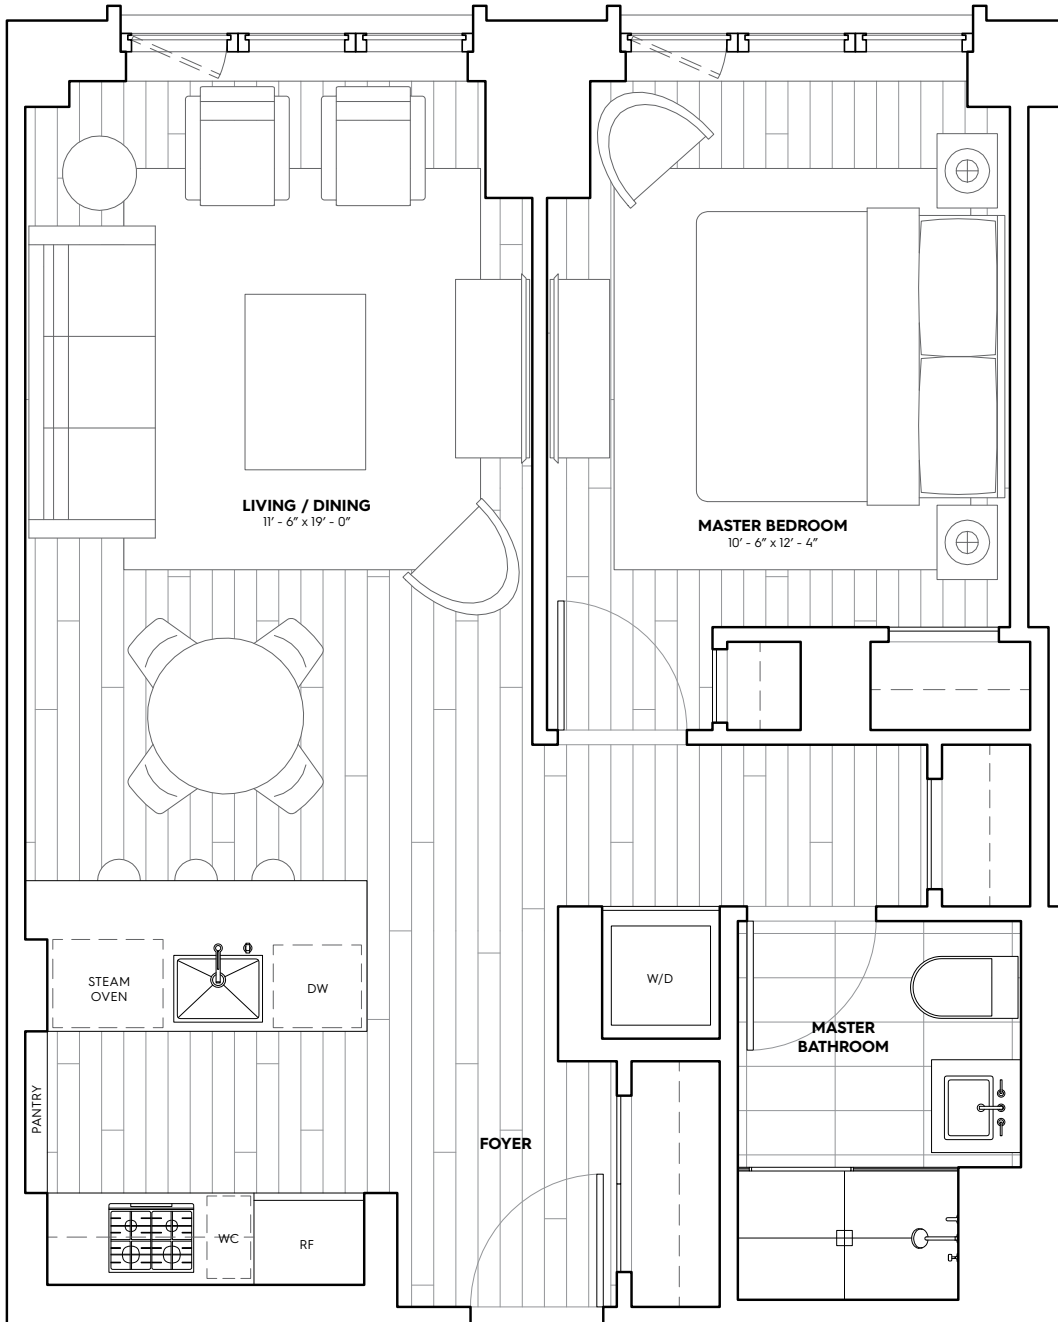 LIVING / DINING
11' - 6" x 19' - 0"
MASTER BEDROOM
10' - 6" x 12' - 4"
STEAM
OVEN
DW
W/D
MASTER
BATHROOM
PANTRY
FOYER
WC
RF